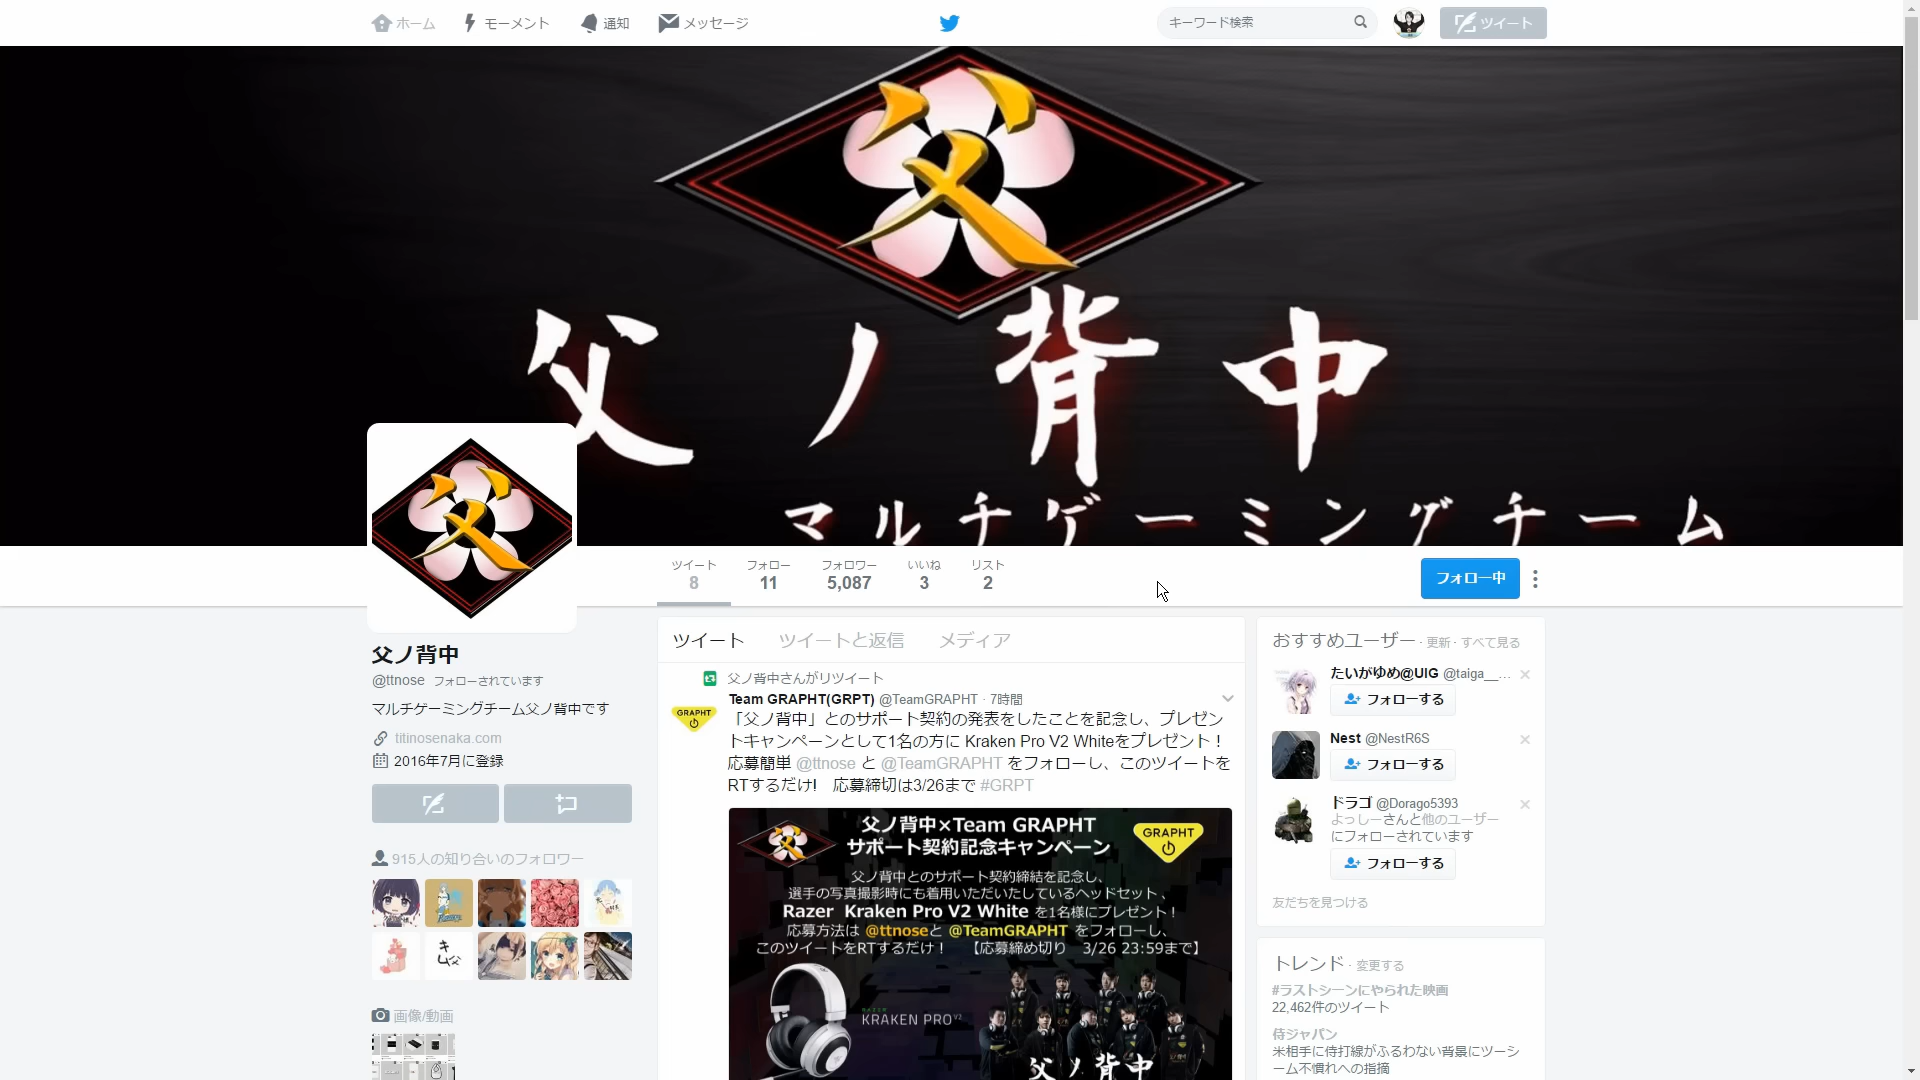 ホーム
モーメント
通知
メッセージ
キーワード検索
ツイート
父
父ノ背中
マルチゲーミングチーム
父
ツイート
8
フォロー
11
フォロワー
5,087
いいね
3
リスト
2
フォロー中
父ノ背中
@ttnose フォローされています
マルチゲーミングチーム父ノ背中です
titinosenaka.com
2016年7月に登録
915人の知り合いのフォロワー
キム父
画像/動画
ツイート ツイートと返信 メディア
父ノ背中さんがリツイート
Team GRAPHT(GRPT) @TeamGRAPHT · 7時間
GRAPHT
「父ノ背中」とのサポート契約の発表をしたことを記念し、プレゼン
トキャンペーンとして1名の方に Kraken Pro V2 Whiteをプレゼント！
応募簡単 @ttnose と @TeamGRAPHT をフォローし、このツイートを
RTするだけ! 応募締切は3/26まで #GRPT
父ノ背中×Team GRAPHT
サポート契約記念キャンペーン
GRAPHT
父ノ背中とのサポート契約締結を記念し、
選手の写真撮影時にも着用いただいたしているヘッドセット、
Razer Kraken Pro V2 White を1名様にプレゼント！
応募方法は @ttnoseと @TeamGRAPHT をフォローし、
このツイートをRTするだけ！ 【応募締め切り 3/26 23:59まで】
RAZER
KRAKEN PRO V2
父ノ背中
おすすめユーザー · 更新 · すべて見る
たいがゆめ@UIG @taiga__...
フォローする
Nest @NestR6S
フォローする
ドラゴ @Dorago5393
よっしーさんと他のユーザー
にフォローされています
フォローする
友だちを見つける
トレンド · 変更する
#ラストシーンにやられた映画
22,462件のツイート
侍ジャパン
米相手に侍打線がふるわない背景にツーシ
ーム不慣れへの指摘